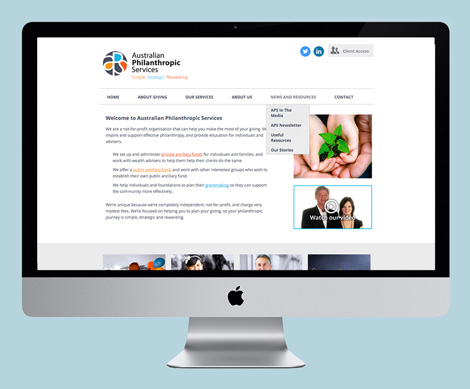 Australian
Philanthropic
Services
Simple. Strategic. Rewarding.
Client Access
HOME ABOUT GIVING OUR SERVICES ABOUT US NEWS AND RESOURCES CONTACT
APS In The
Media
APS Newsletter
Useful
Resources
Our Stories
Welcome to Australian Philanthropic Services
We are a not-for-profit organisation that can help you make the most of your giving. W
inspire and support effective philanthropy, and provide education for individuals and
advisers.
We set up and administer private ancillary funds for individuals and families, and
work with wealth advisers to help them help their clients do the same.
We offer a public ancillary fund, and work with other interested groups who wish to
establish their own public ancillary fund.
We help individuals and foundations to plan their grantmaking so they can support
the community more effectively.
We're unique because we're completely independent, not-for-profit, and charge very
modest fees. We're focused on helping you to plan your giving, so your philanthropic
journey is simple, strategic, and rewarding.
Watch our video